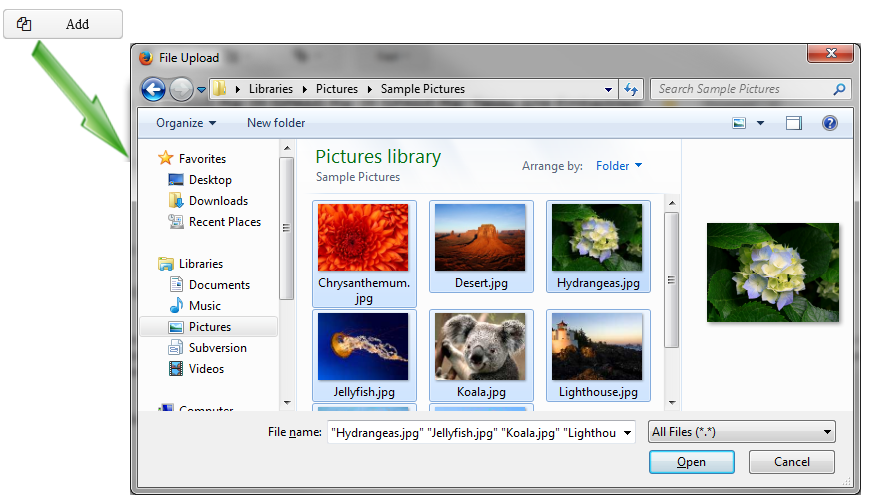 Add
File Upload
Libraries
Pictures
Sample Pictures
Search Sample Pictures
Organize
New folder
Favorites
Desktop
Downloads
Recent Places
Libraries
Documents
Music
Pictures
Subversion
Videos
Computer
Pictures library
Sample Pictures
Arrange by:
Folder
Chrysanthemum.
jpg
Desert.jpg
Hydrangeas.jpg
Jellyfish.jpg
Koala.jpg
Lighthouse.jpg
File name:
"Hydrangeas.jpg" "Jellyfish.jpg" "Koala.jpg" "Lighthou
All Files (*.*)
Open
Cancel